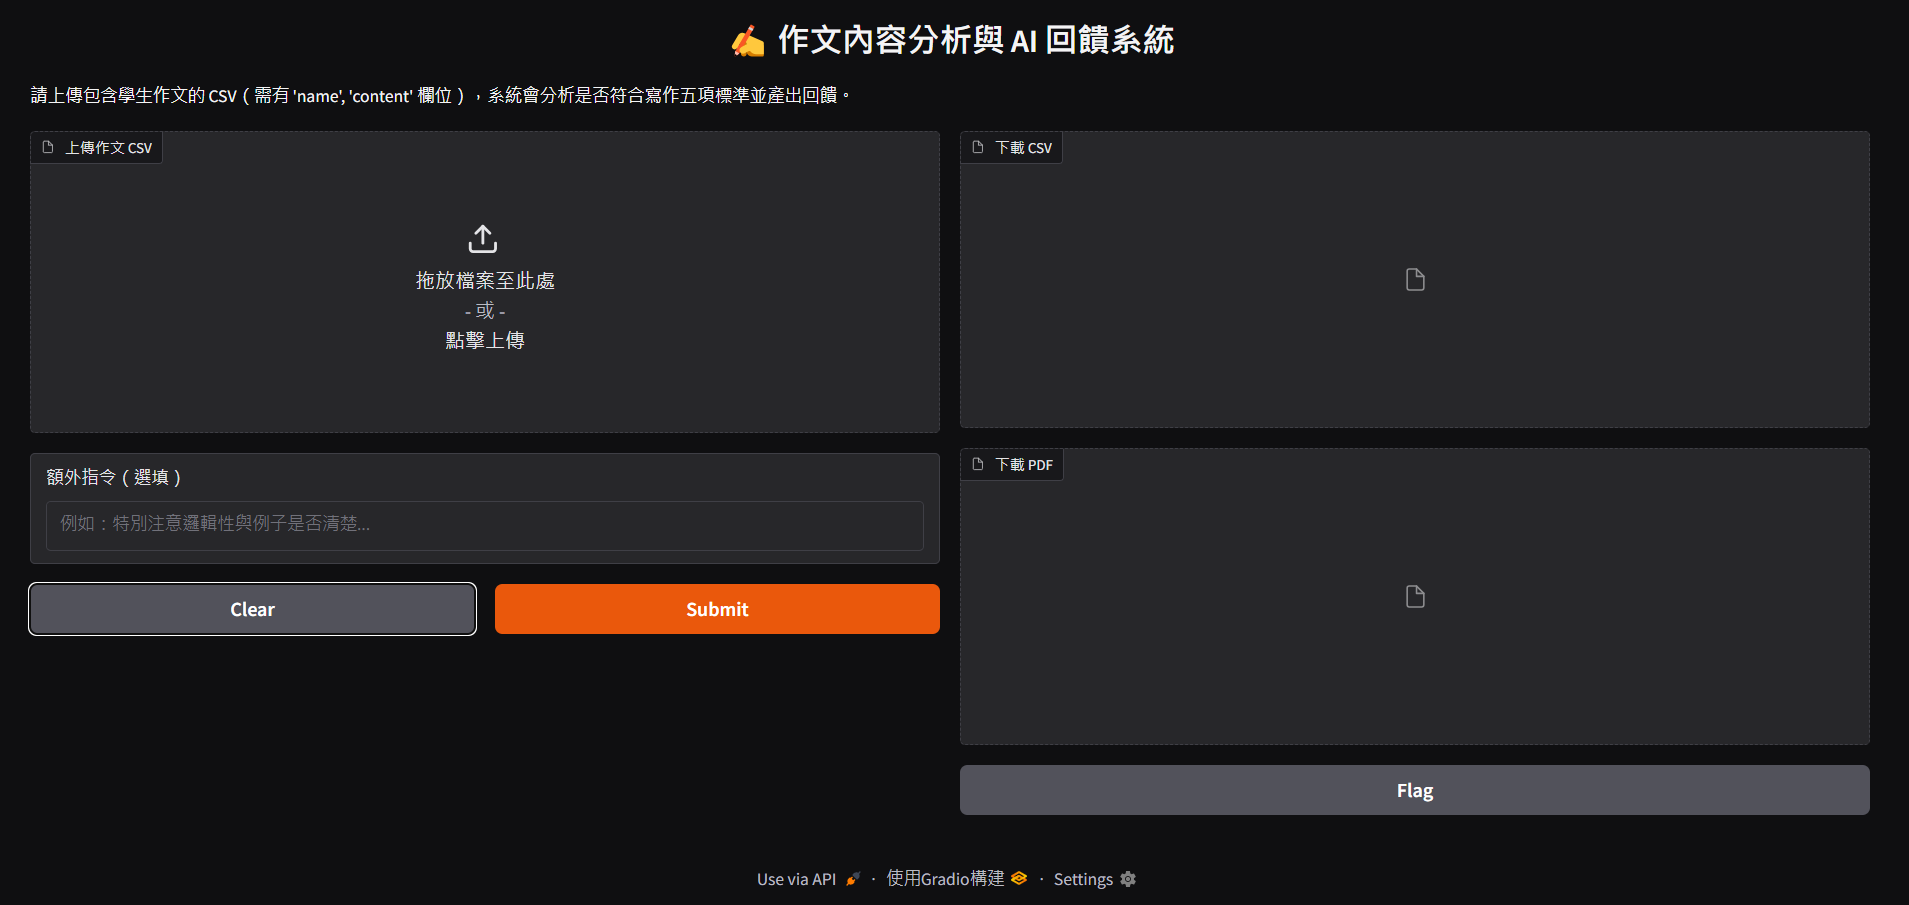 作文內容分析與 AI 回饋系統
請上傳包含學生作文的 CSV（需有 'name', 'content' 欄位），系統會分析是否符合寫作五項標準並產出回饋。
上傳作文 CSV
拖放檔案至此處
- 或 -
點擊上傳
額外指令（選填）
例如：特別注意邏輯性與例子是否清楚...
Clear
Submit
下載 CSV
下載 PDF
Flag
Use via API · 使用Gradio構建 · Settings